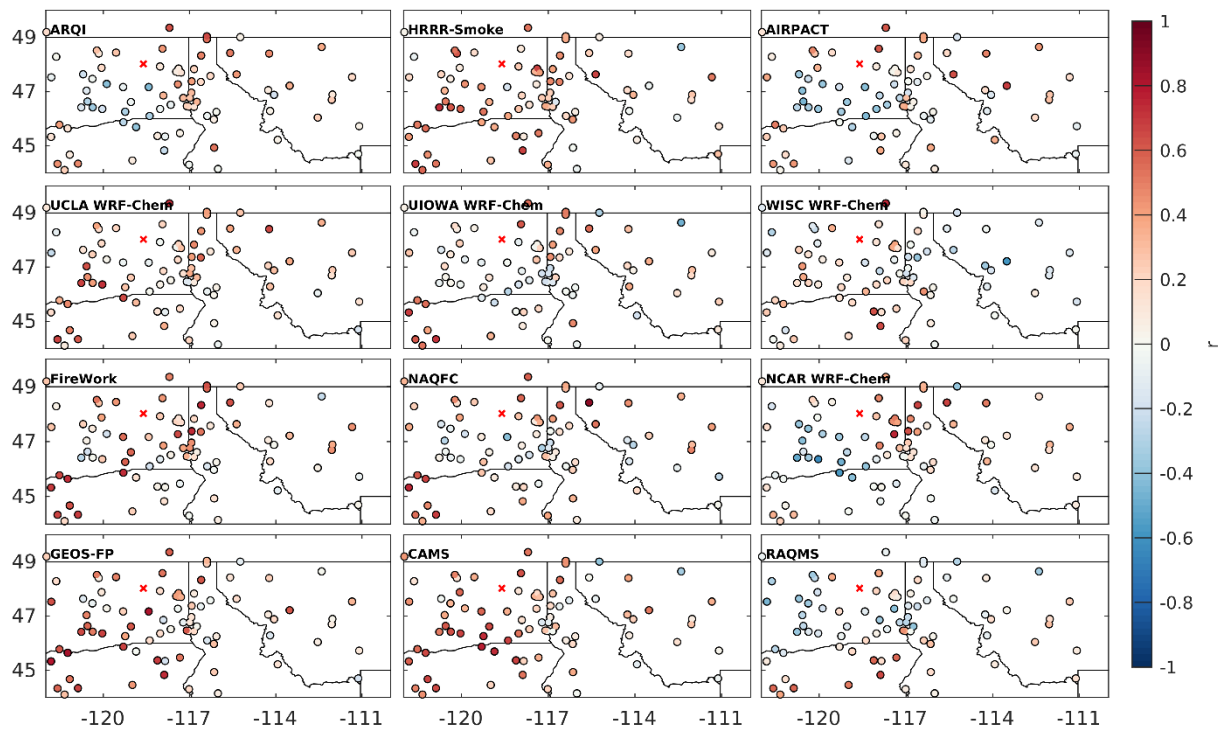 49 ARQI HRRR-Smoke AIRPACT 1
47 0.8
45 0.6
49 UCLA WRF-Chem UIOWA WRF-Chem WISC WRF-Chem 0.4
47 0.2
45 0 r
49 FireWork NAQFC NCAR WRF-Chem -0.2
47 -0.4
45 -0.6
49 GEOS-FP CAMS RAQMS -0.8
47 -1
45
-120 -117 -114 -111 -120 -117 -114 -111 -120 -117 -114 -111